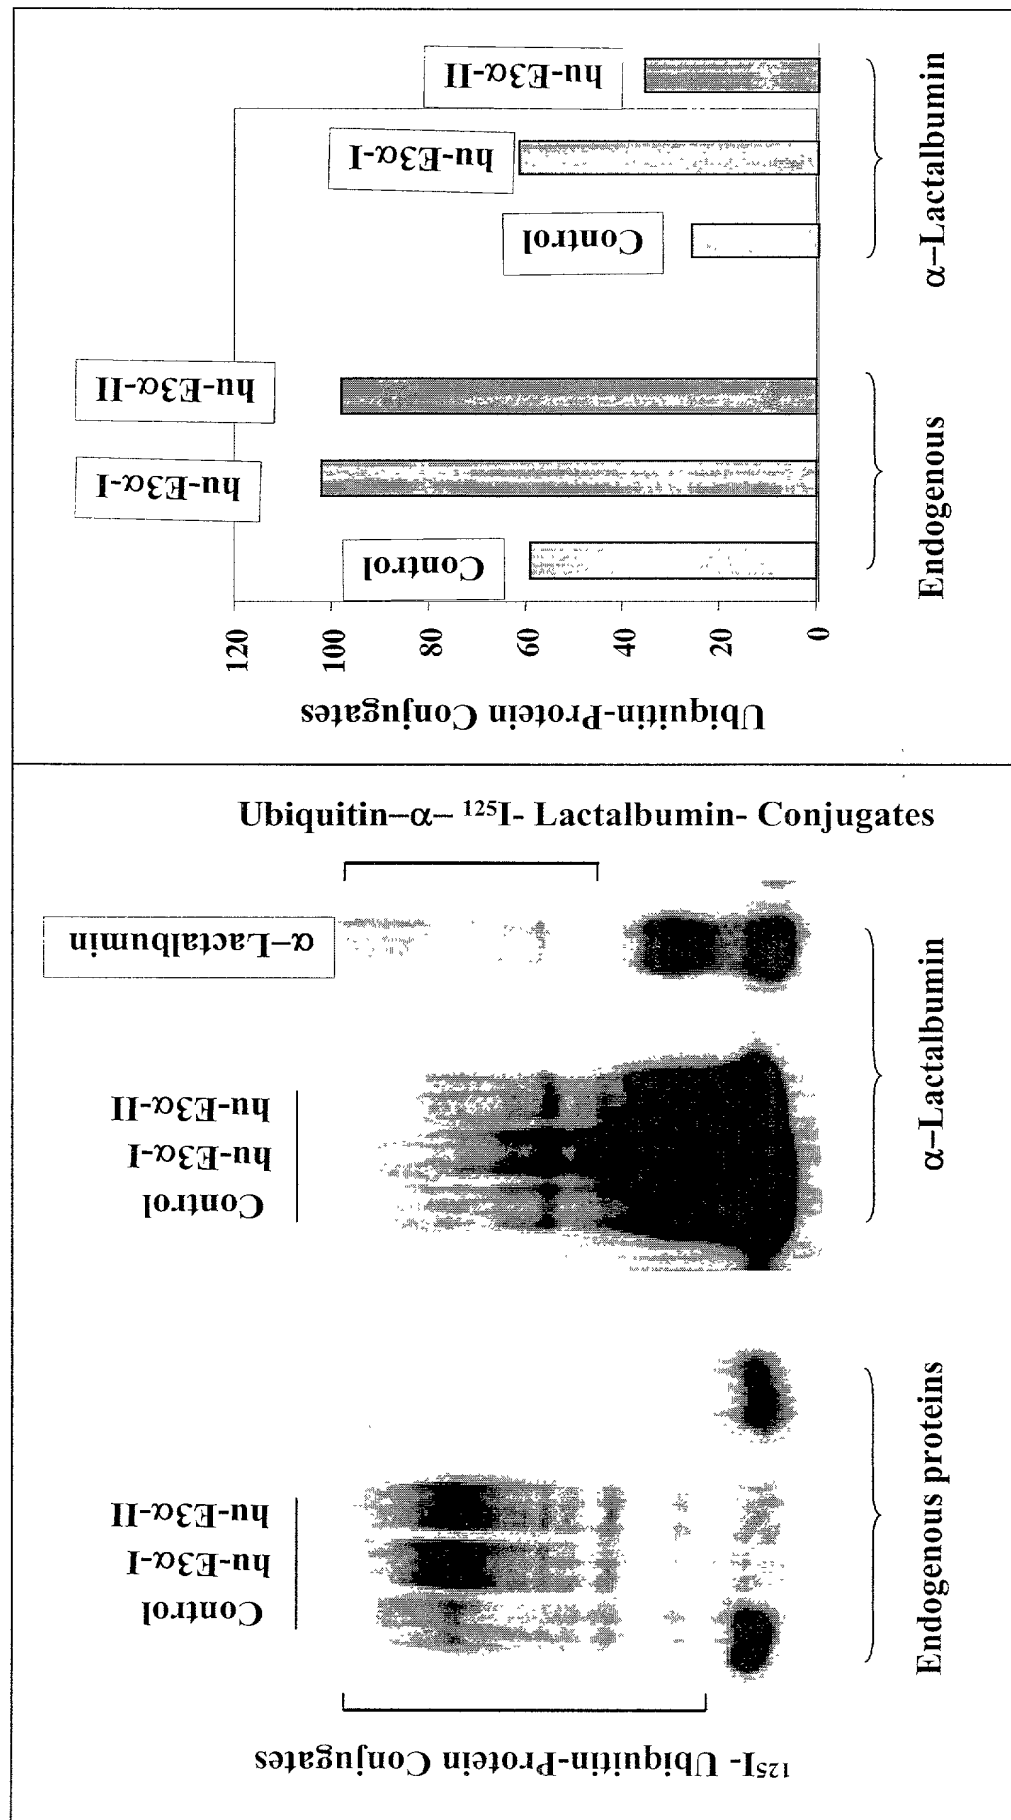 ¹²⁵I- Ubiquitin-Protein Conjugates
Control
hu-E3α-I
hu-E3α-II
Endogenous proteins
Control
hu-E3α-I
hu-E3α-II
α–Lactalbumin
α–Lactalbumin
Ubiquitin–α– ¹²⁵I- Lactalbumin- Conjugates
Ubiquitin-Protein Conjugates
120
100
80
60
40
20
0
Control
hu-E3α-I
hu-E3α-II
Endogenous
Control
hu-E3α-I
hu-E3α-II
α–Lactalbumin